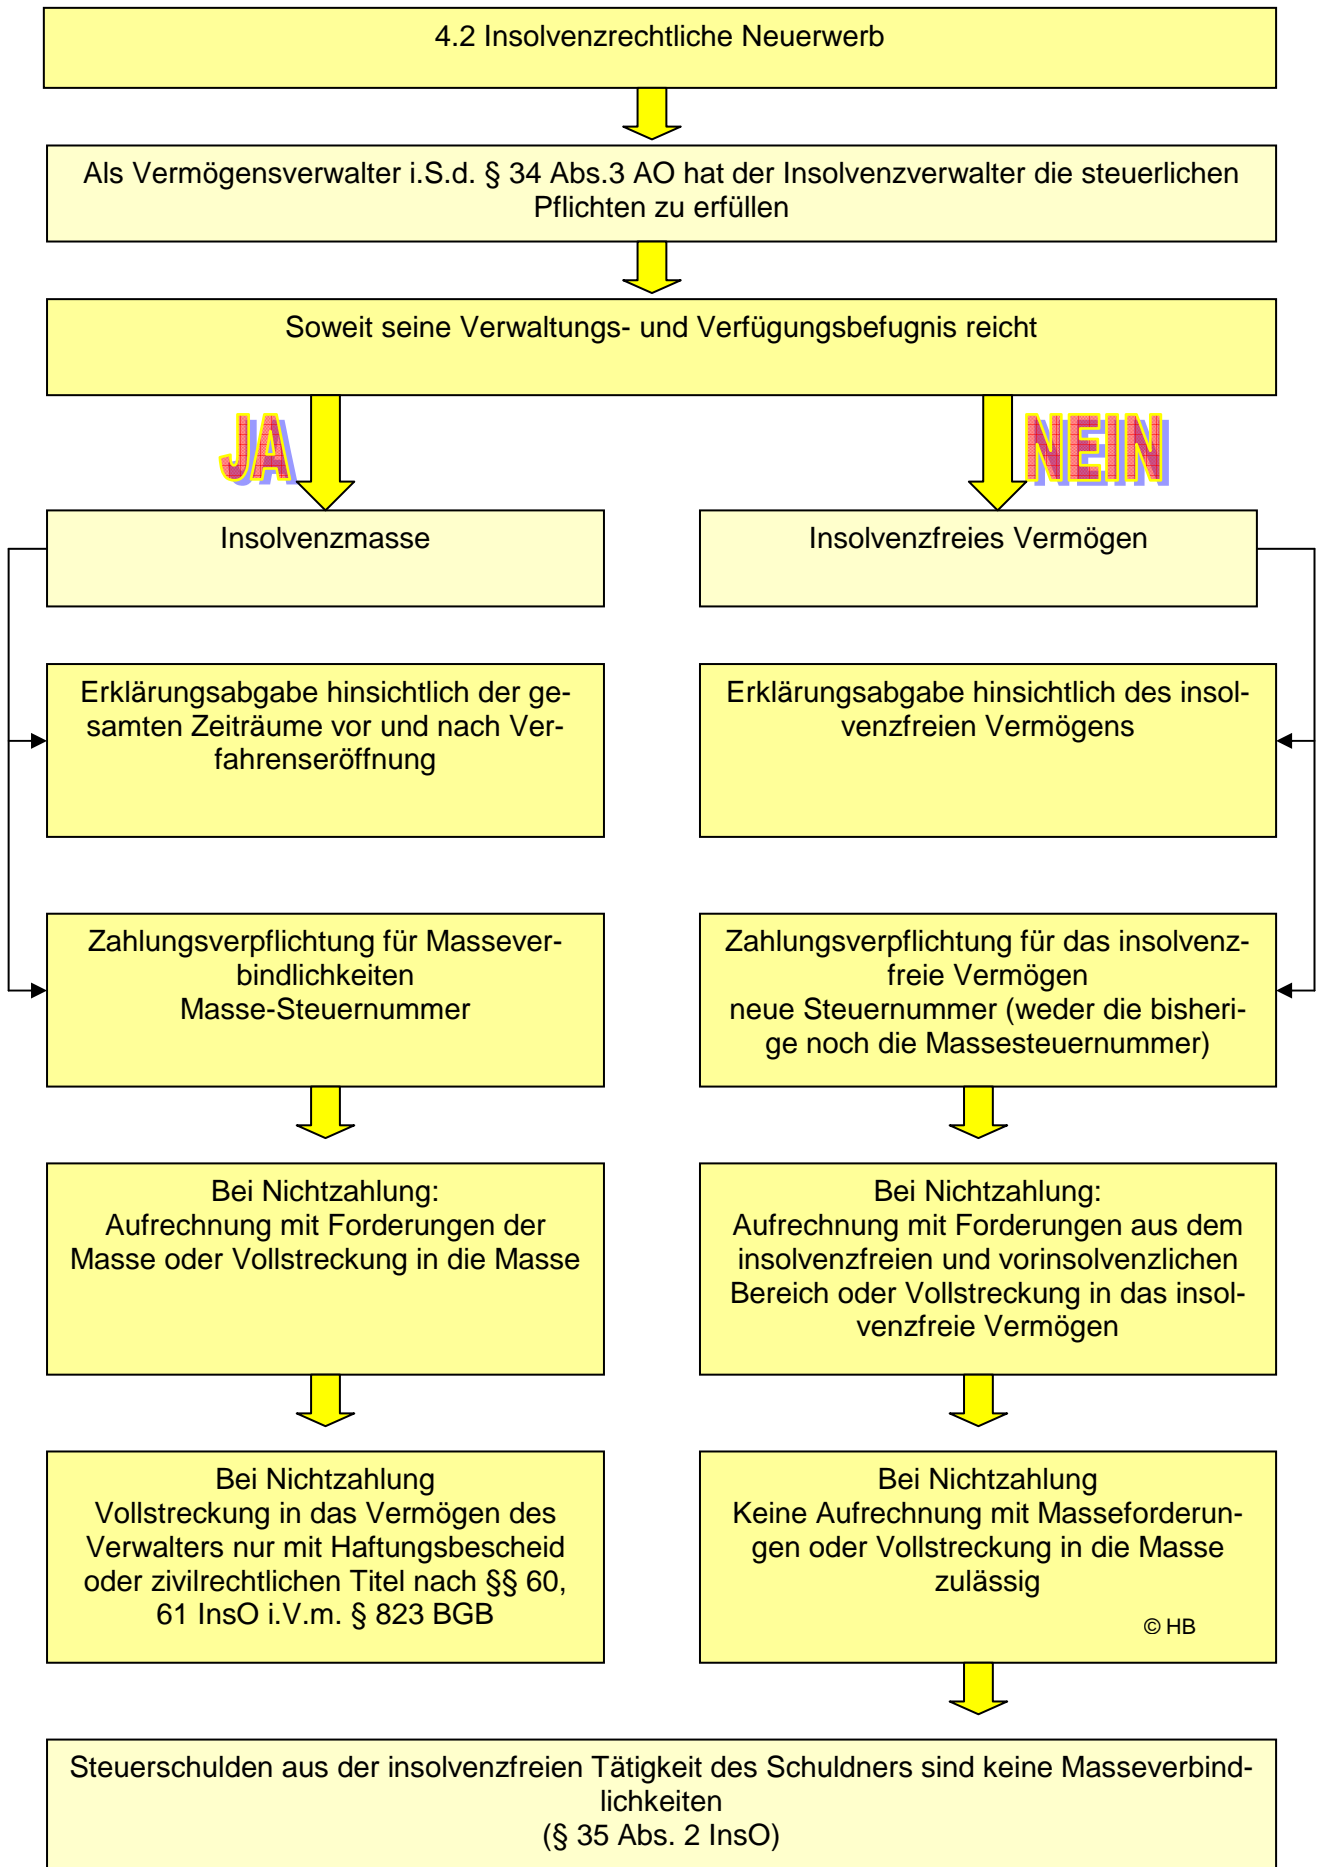 4.2 Insolvenzrechtliche Neuerwerb
Als Vermögensverwalter i.S.d. § 34 Abs.3 AO hat der Insolvenzverwalter die steuerlichen
Pflichten zu erfüllen
Soweit seine Verwaltungs- und Verfügungsbefugnis reicht
JA
NEIN
Insolvenzmasse
Insolvenzfreies Vermögen
Erklärungsabgabe hinsichtlich der ge-
samten Zeiträume vor und nach Ver-
fahrenseröffnung
Erklärungsabgabe hinsichtlich des insol-
venzfreien Vermögens
Zahlungsverpflichtung für Massever-
bindlichkeiten
Masse-Steuernummer
Zahlungsverpflichtung für das insolvenz-
freie Vermögen
neue Steuernummer (weder die bisheri-
ge noch die Massesteuernummer)
Bei Nichtzahlung:
Aufrechnung mit Forderungen der
Masse oder Vollstreckung in die Masse
Bei Nichtzahlung:
Aufrechnung mit Forderungen aus dem
insolvenzfreien und vorinsolvenzlichen
Bereich oder Vollstreckung in das insol-
venzfreie Vermögen
Bei Nichtzahlung
Vollstreckung in das Vermögen des
Verwalters nur mit Haftungsbescheid
oder zivilrechtlichen Titel nach §§ 60,
61 InsO i.V.m. § 823 BGB
Bei Nichtzahlung
Keine Aufrechnung mit Masseforderun-
gen oder Vollstreckung in die Masse
zulässig
© HB
Steuerschulden aus der insolvenzfreien Tätigkeit des Schuldners sind keine Masseverbind-
lichkeiten
(§ 35 Abs. 2 InsO)